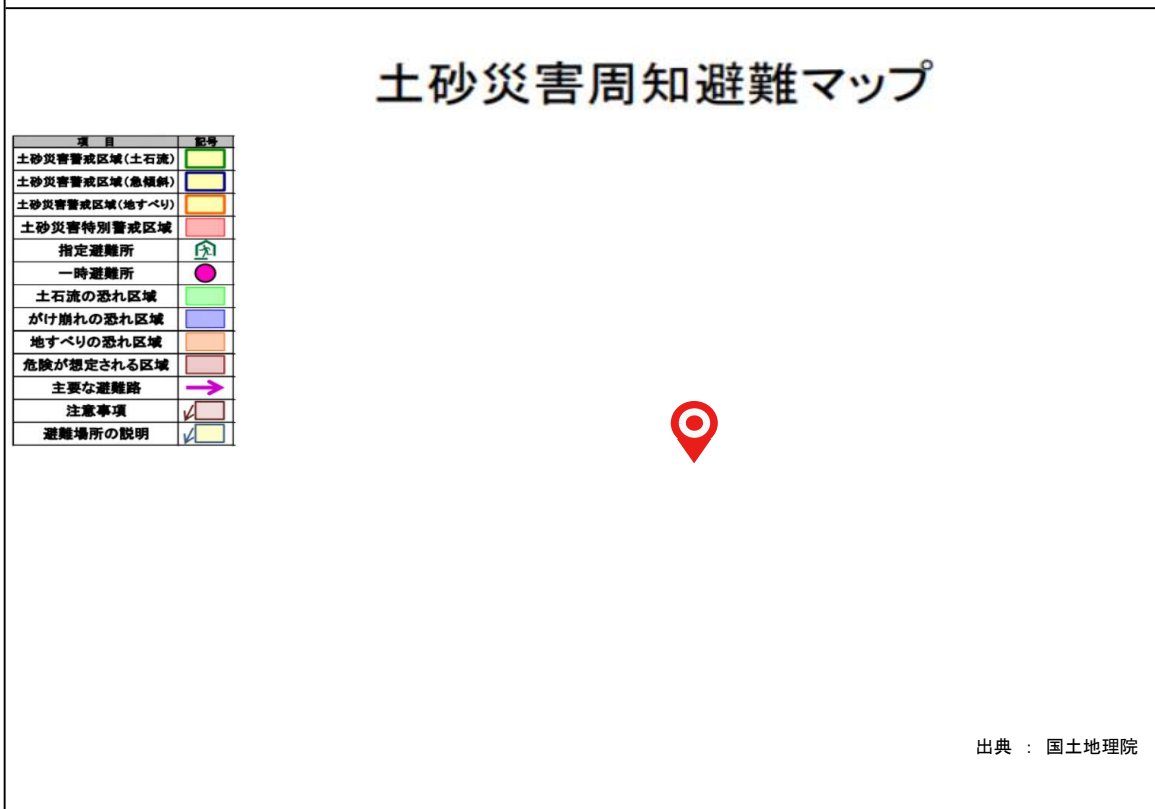 土砂災害周知避難マップ
項 目 記号
土砂災害警戒区域(土石流)
土砂災害警戒区域(急傾斜)
土砂災害警戒区域(地すべり)
土砂災害特別警戒区域
指定避難所
一時避難所
土石流の恐れ区域
がけ崩れの恐れ区域
地すべりの恐れ区域
危険が想定される区域
主要な避難路
注意事項
避難場所の説明
出典 : 国土地理院